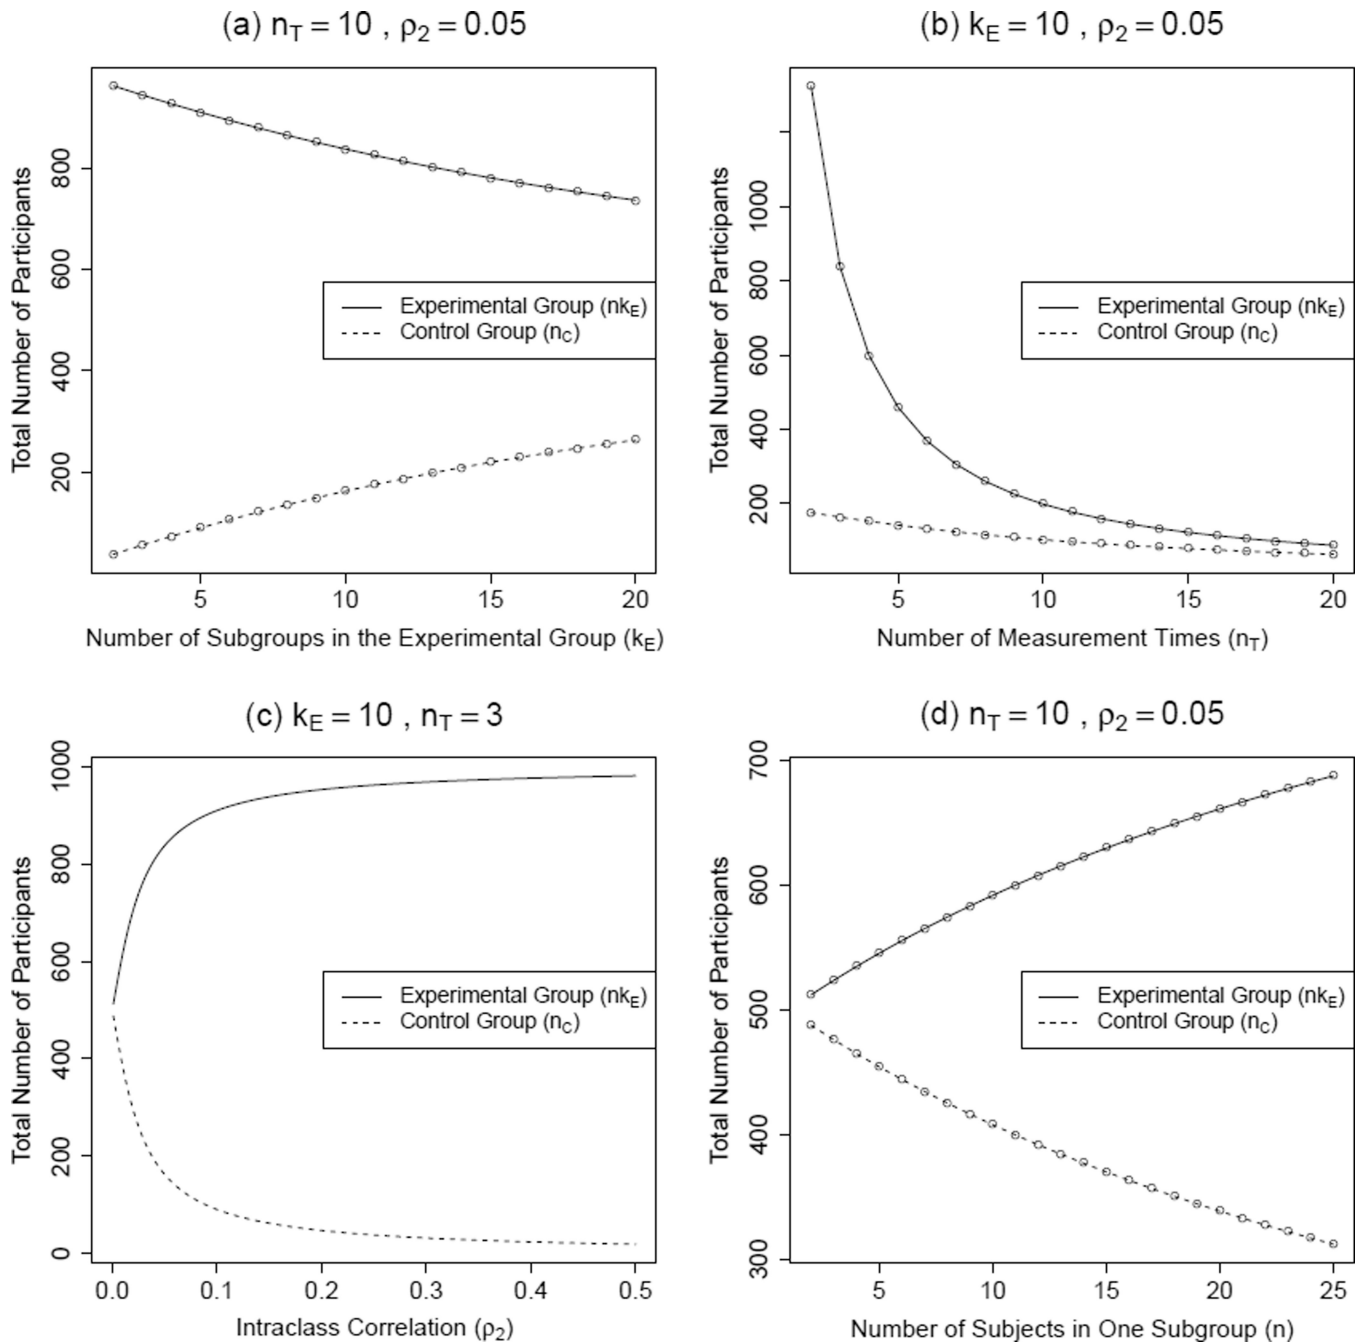 (a) n_T = 10 , ρ_2 = 0.05
Total Number of Participants
800
600
400
200
Experimental Group (nk_E)
Control Group (n_C)
5 10 15 20
Number of Subgroups in the Experimental Group (k_E)
(b) k_E = 10 , ρ_2 = 0.05
Total Number of Participants
1000
800
600
400
200
Experimental Group (nk_E)
Control Group (n_C)
5 10 15 20
Number of Measurement Times (n_T)
(c) k_E = 10 , n_T = 3
Total Number of Participants
1000
800
600
400
200
0
Experimental Group (nk_E)
Control Group (n_C)
0.0 0.1 0.2 0.3 0.4 0.5
Intraclass Correlation (ρ_2)
(d) n_T = 10 , ρ_2 = 0.05
Total Number of Participants
700
600
500
400
300
Experimental Group (nk_E)
Control Group (n_C)
5 10 15 20 25
Number of Subjects in One Subgroup (n)